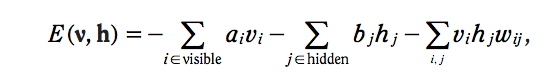 E(v, h) = − ∑_{i∈visible} a_i v_i − ∑_{j∈hidden} b_j h_j − ∑_{i,j} v_i h_j w_{ij},